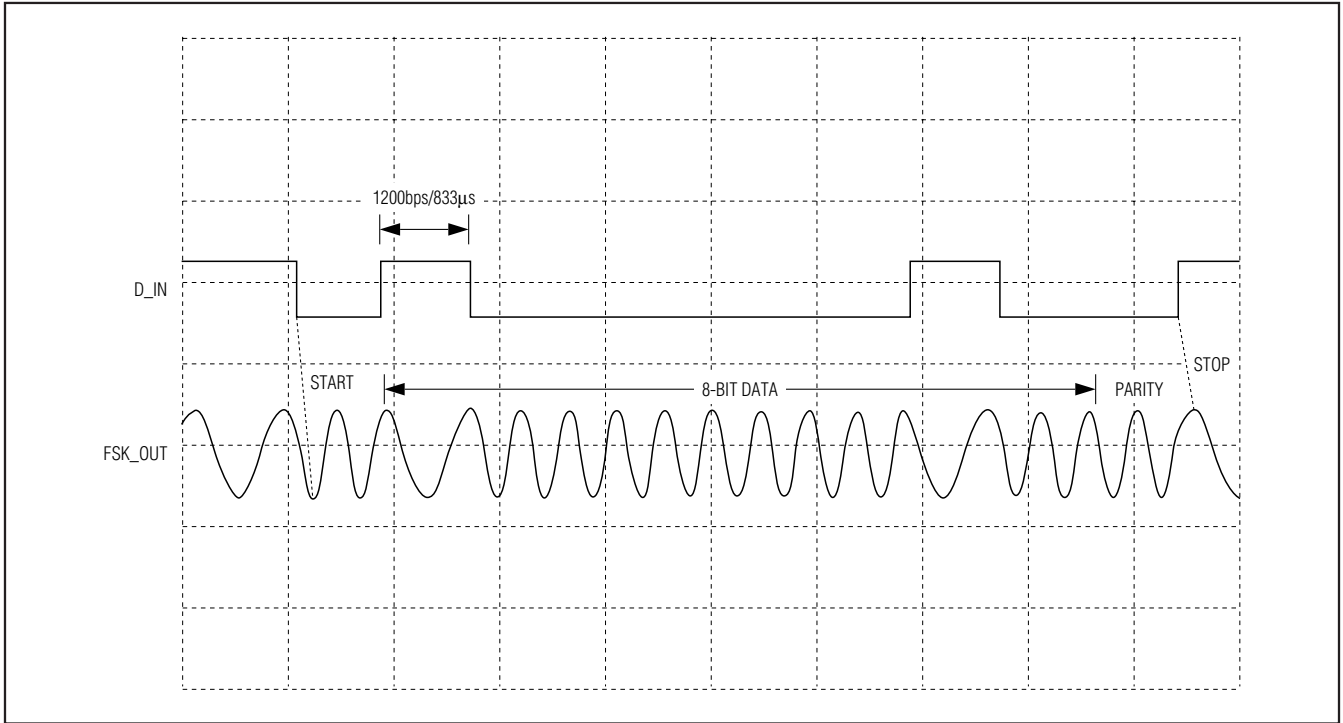 1200bps/833μs
D_IN
START
8-BIT DATA
PARITY
STOP
FSK_OUT